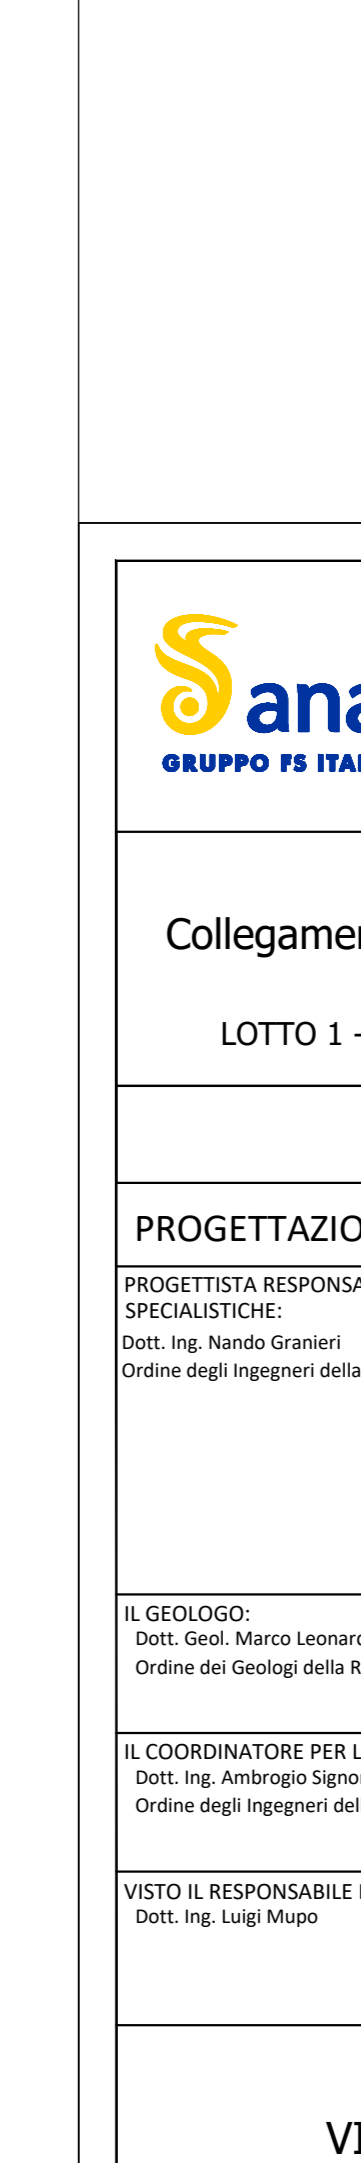 ana
GRUPPO FS ITA
Collegame
LOTTO 1 -
PROGETTAZIO
PROGETTISTA RESPONSA
SPECIALISTICHE:
Dott. Ing. Nando Granieri
Ordine degli Ingegneri della
IL GEOLOGO:
Dott. Geol. Marco Leonar
Ordine dei Geologi della R
IL COORDINATORE PER L
Dott. Ing. Ambrogio Signo
Ordine degli Ingegneri del
VISTO IL RESPONSABILE
Dott. Ing. Luigi Mupo
VI